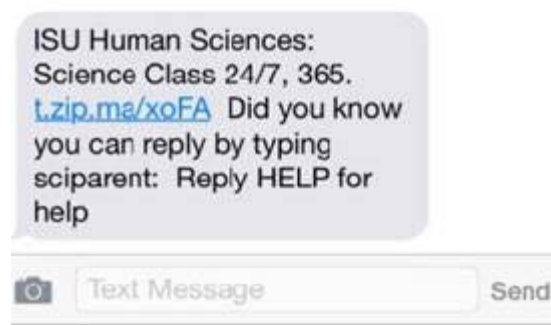 ISU Human Sciences:
Science Class 24/7, 365.
t.zip.ma/xoFA Did you know
you can reply by typing
sciparent: Reply HELP for
help
Text Message
Send